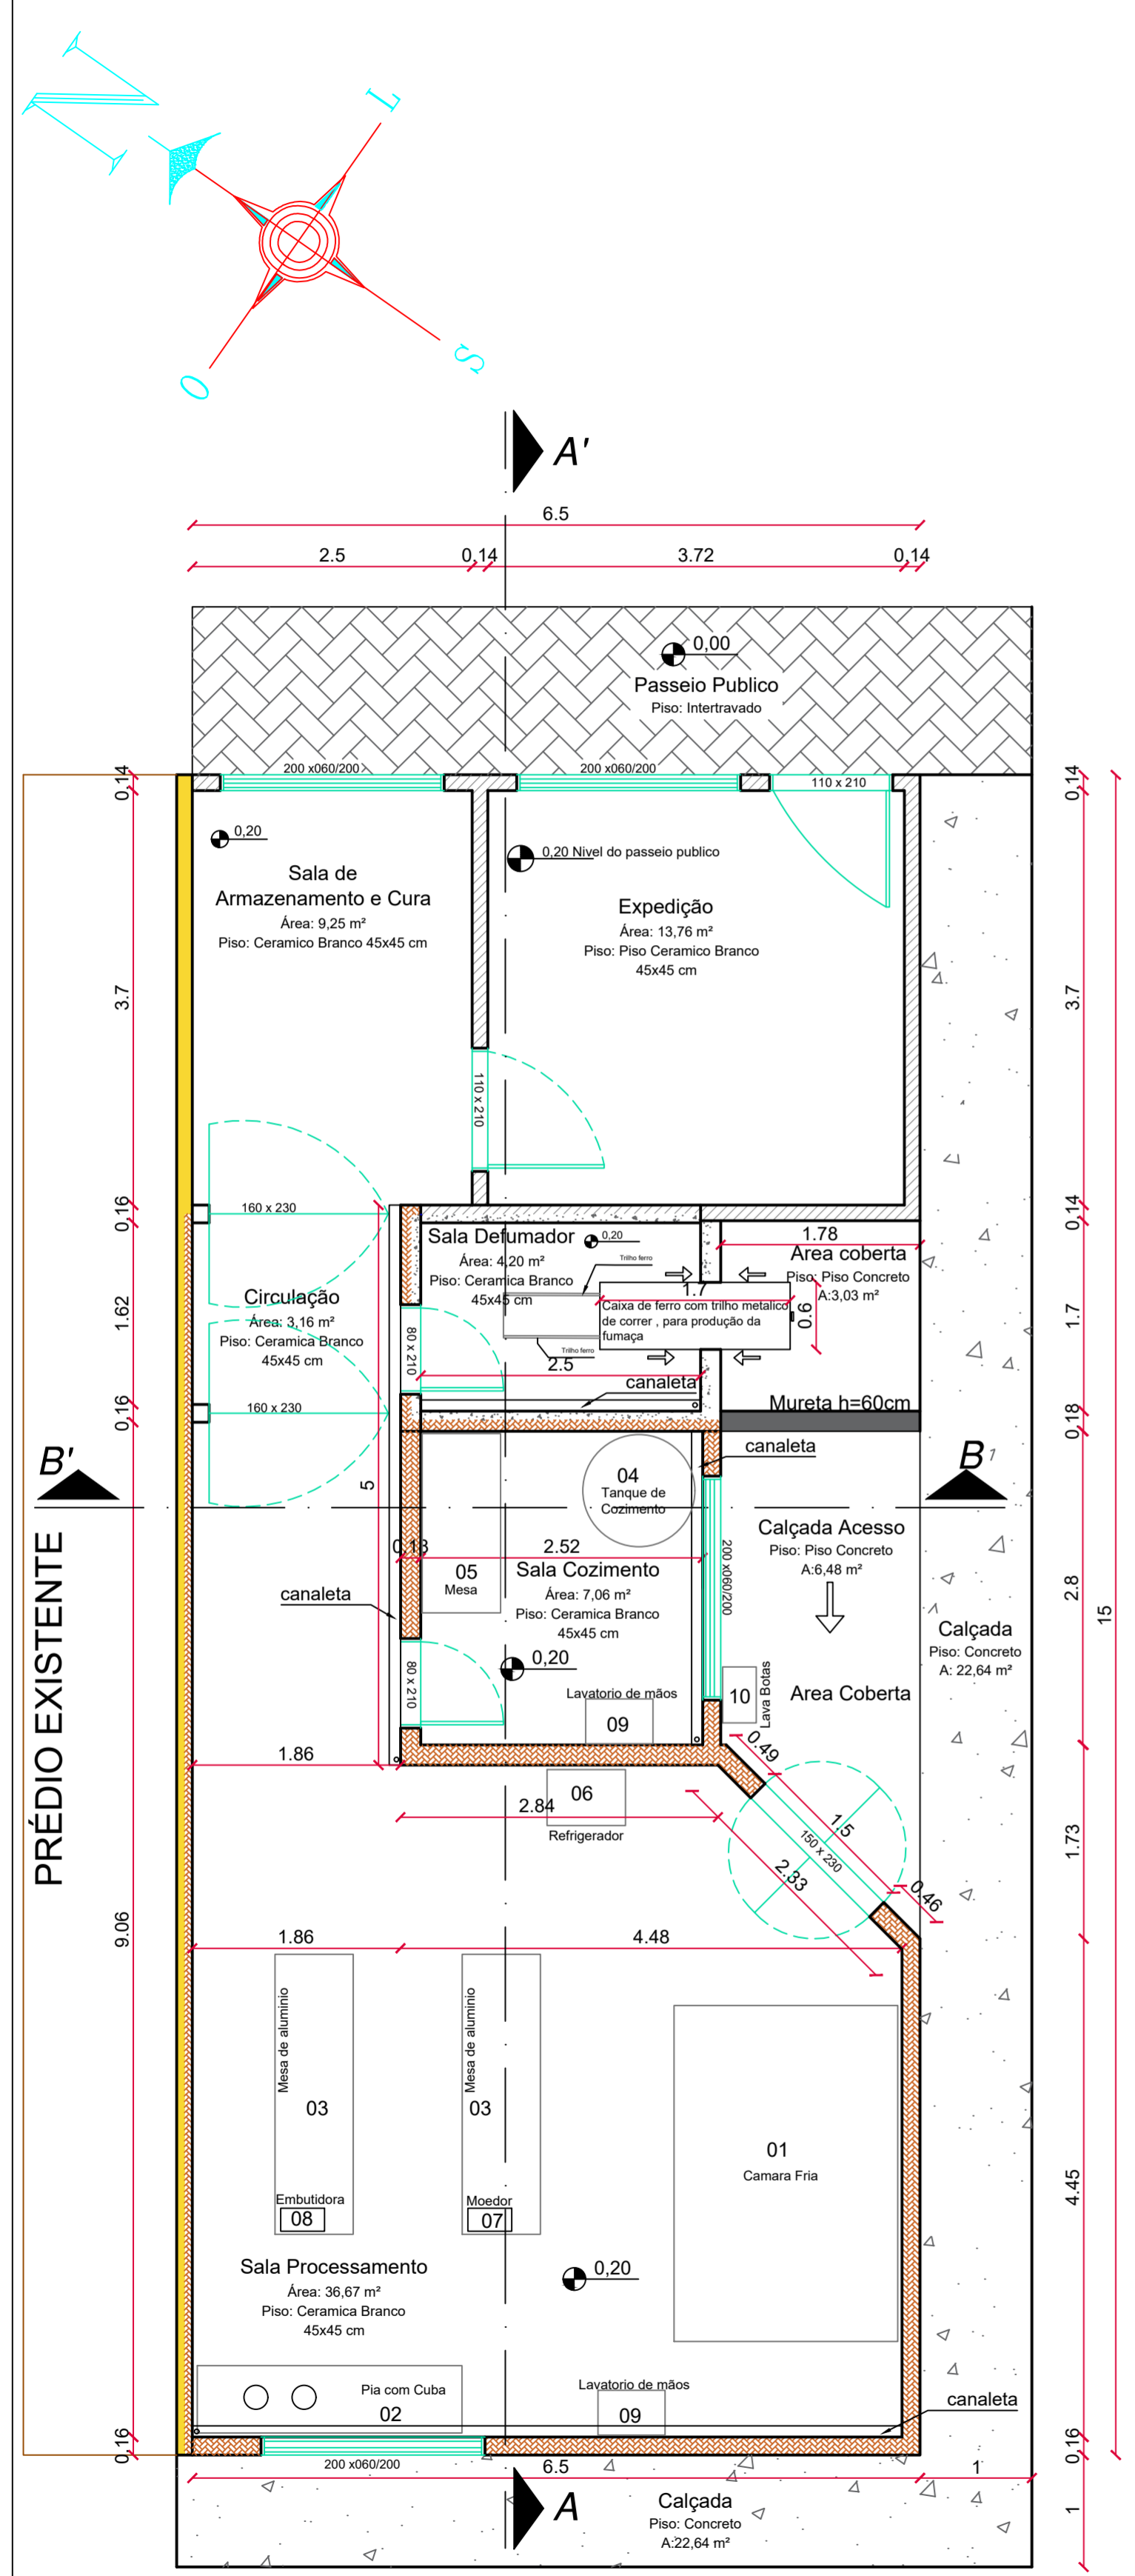 N
L
O
S
A'
6.5
2.5
0,14
3.72
0,14
0,00
Passeio Publico
Piso: Intertravado
200 x060/200
200 x060/200
110 x 210
0,14
0,14
0,20
0,20 Nivel do passeio publico
Sala de
Armazenamento e Cura
Área: 9,25 m²
Piso: Ceramico Branco 45x45 cm
Expedição
Área: 13,76 m²
Piso: Piso Ceramico Branco
45x45 cm
3.7
3.7
110 x 210
0.16
160 x 230
0.14
Sala Defumador
0,20
Área: 4,20 m²
Piso: Ceramica Branco
45x45 cm
Trilho ferro
1.78
Area coberta
Piso: Piso Concreto
A:3,03 m²
1.7
Caixa de ferro com trilho metalico
de correr , para produção da
fumaça
0.6
Trilho ferro
Circulação
Área: 3,16 m²
Piso: Ceramica Branco
45x45 cm
1.62
80 x 210
2.5
canaleta
1.7
160 x 230
0.16
Mureta h=60cm
0.18
B'
canaleta
B'
04
Tanque de
Cozimento
5
Calçada Acesso
Piso: Piso Concreto
A:6,48 m²
0.18
2.52
05
Mesa
Sala Cozimento
Área: 7,06 m²
Piso: Ceramica Branco
45x45 cm
200 x060/200
canaleta
2.8
15
Calçada
Piso: Concreto
A: 22,64 m²
0,20
80 x 210
Lavatorio de mãos
09
10
Lava Botas
Area Coberta
PRÉDIO EXISTENTE
1.86
0.49
06
2.84
Refrigerador
1.5
150 x 230
2.33
0.46
1.73
9.06
1.86
4.48
Mesa de aluminio
03
Mesa de aluminio
03
01
Camara Fria
Embutidora
08
Moedor
07
4.45
Sala Processamento
Área: 36,67 m²
Piso: Ceramica Branco
45x45 cm
0,20
Pia com Cuba
02
Lavatorio de mãos
09
canaleta
0.16
0.16
200 x060/200
6.5
1
A
Calçada
Piso: Concreto
A:22,64 m²
1